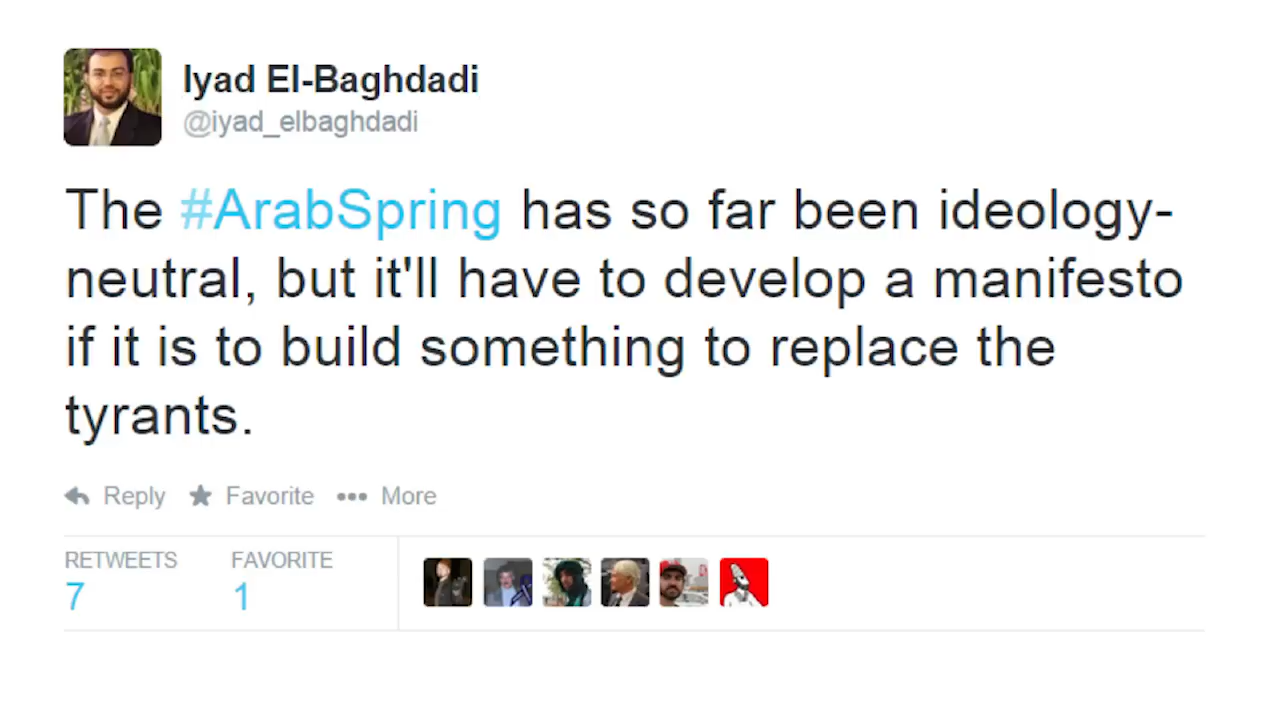 Iyad El-Baghdadi
@iyad_elbaghdadi
The #ArabSpring has so far been ideology-
neutral, but it'll have to develop a manifesto
if it is to build something to replace the
tyrants.
Reply Favorite More
RETWEETS FAVORITE
7 1